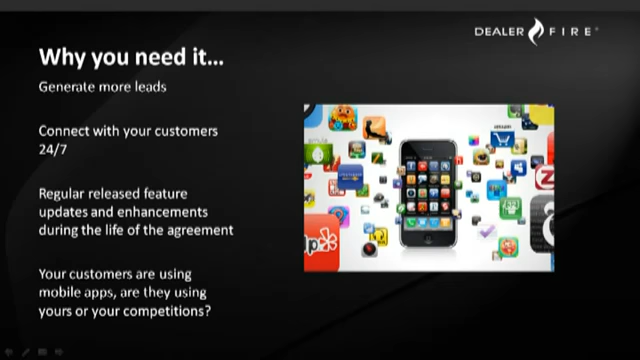 DEALER FIRE
Why you need it...
Generate more leads
Connect with your customers
24/7
Regular released feature
updates and enhancements
during the life of the agreement
Your customers are using
mobile apps, are they using
yours or your competitions?